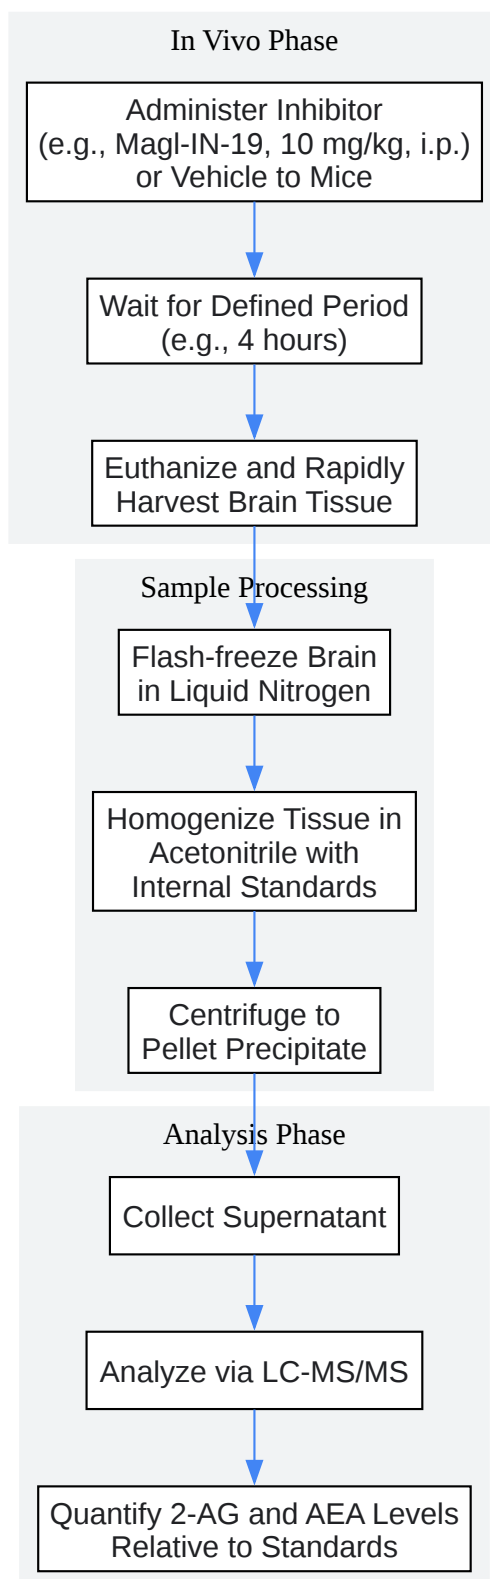 In Vivo Phase
Administer Inhibitor
(e.g., Magl-IN-19, 10 mg/kg, i.p.)
or Vehicle to Mice
Wait for Defined Period
(e.g., 4 hours)
Euthanize and Rapidly
Harvest Brain Tissue
Sample Processing
Flash-freeze Brain
in Liquid Nitrogen
Homogenize Tissue in
Acetonitrile with
Internal Standards
Centrifuge to
Pellet Precipitate
Analysis Phase
Collect Supernatant
Analyze via LC-MS/MS
Quantify 2-AG and AEA Levels
Relative to Standards